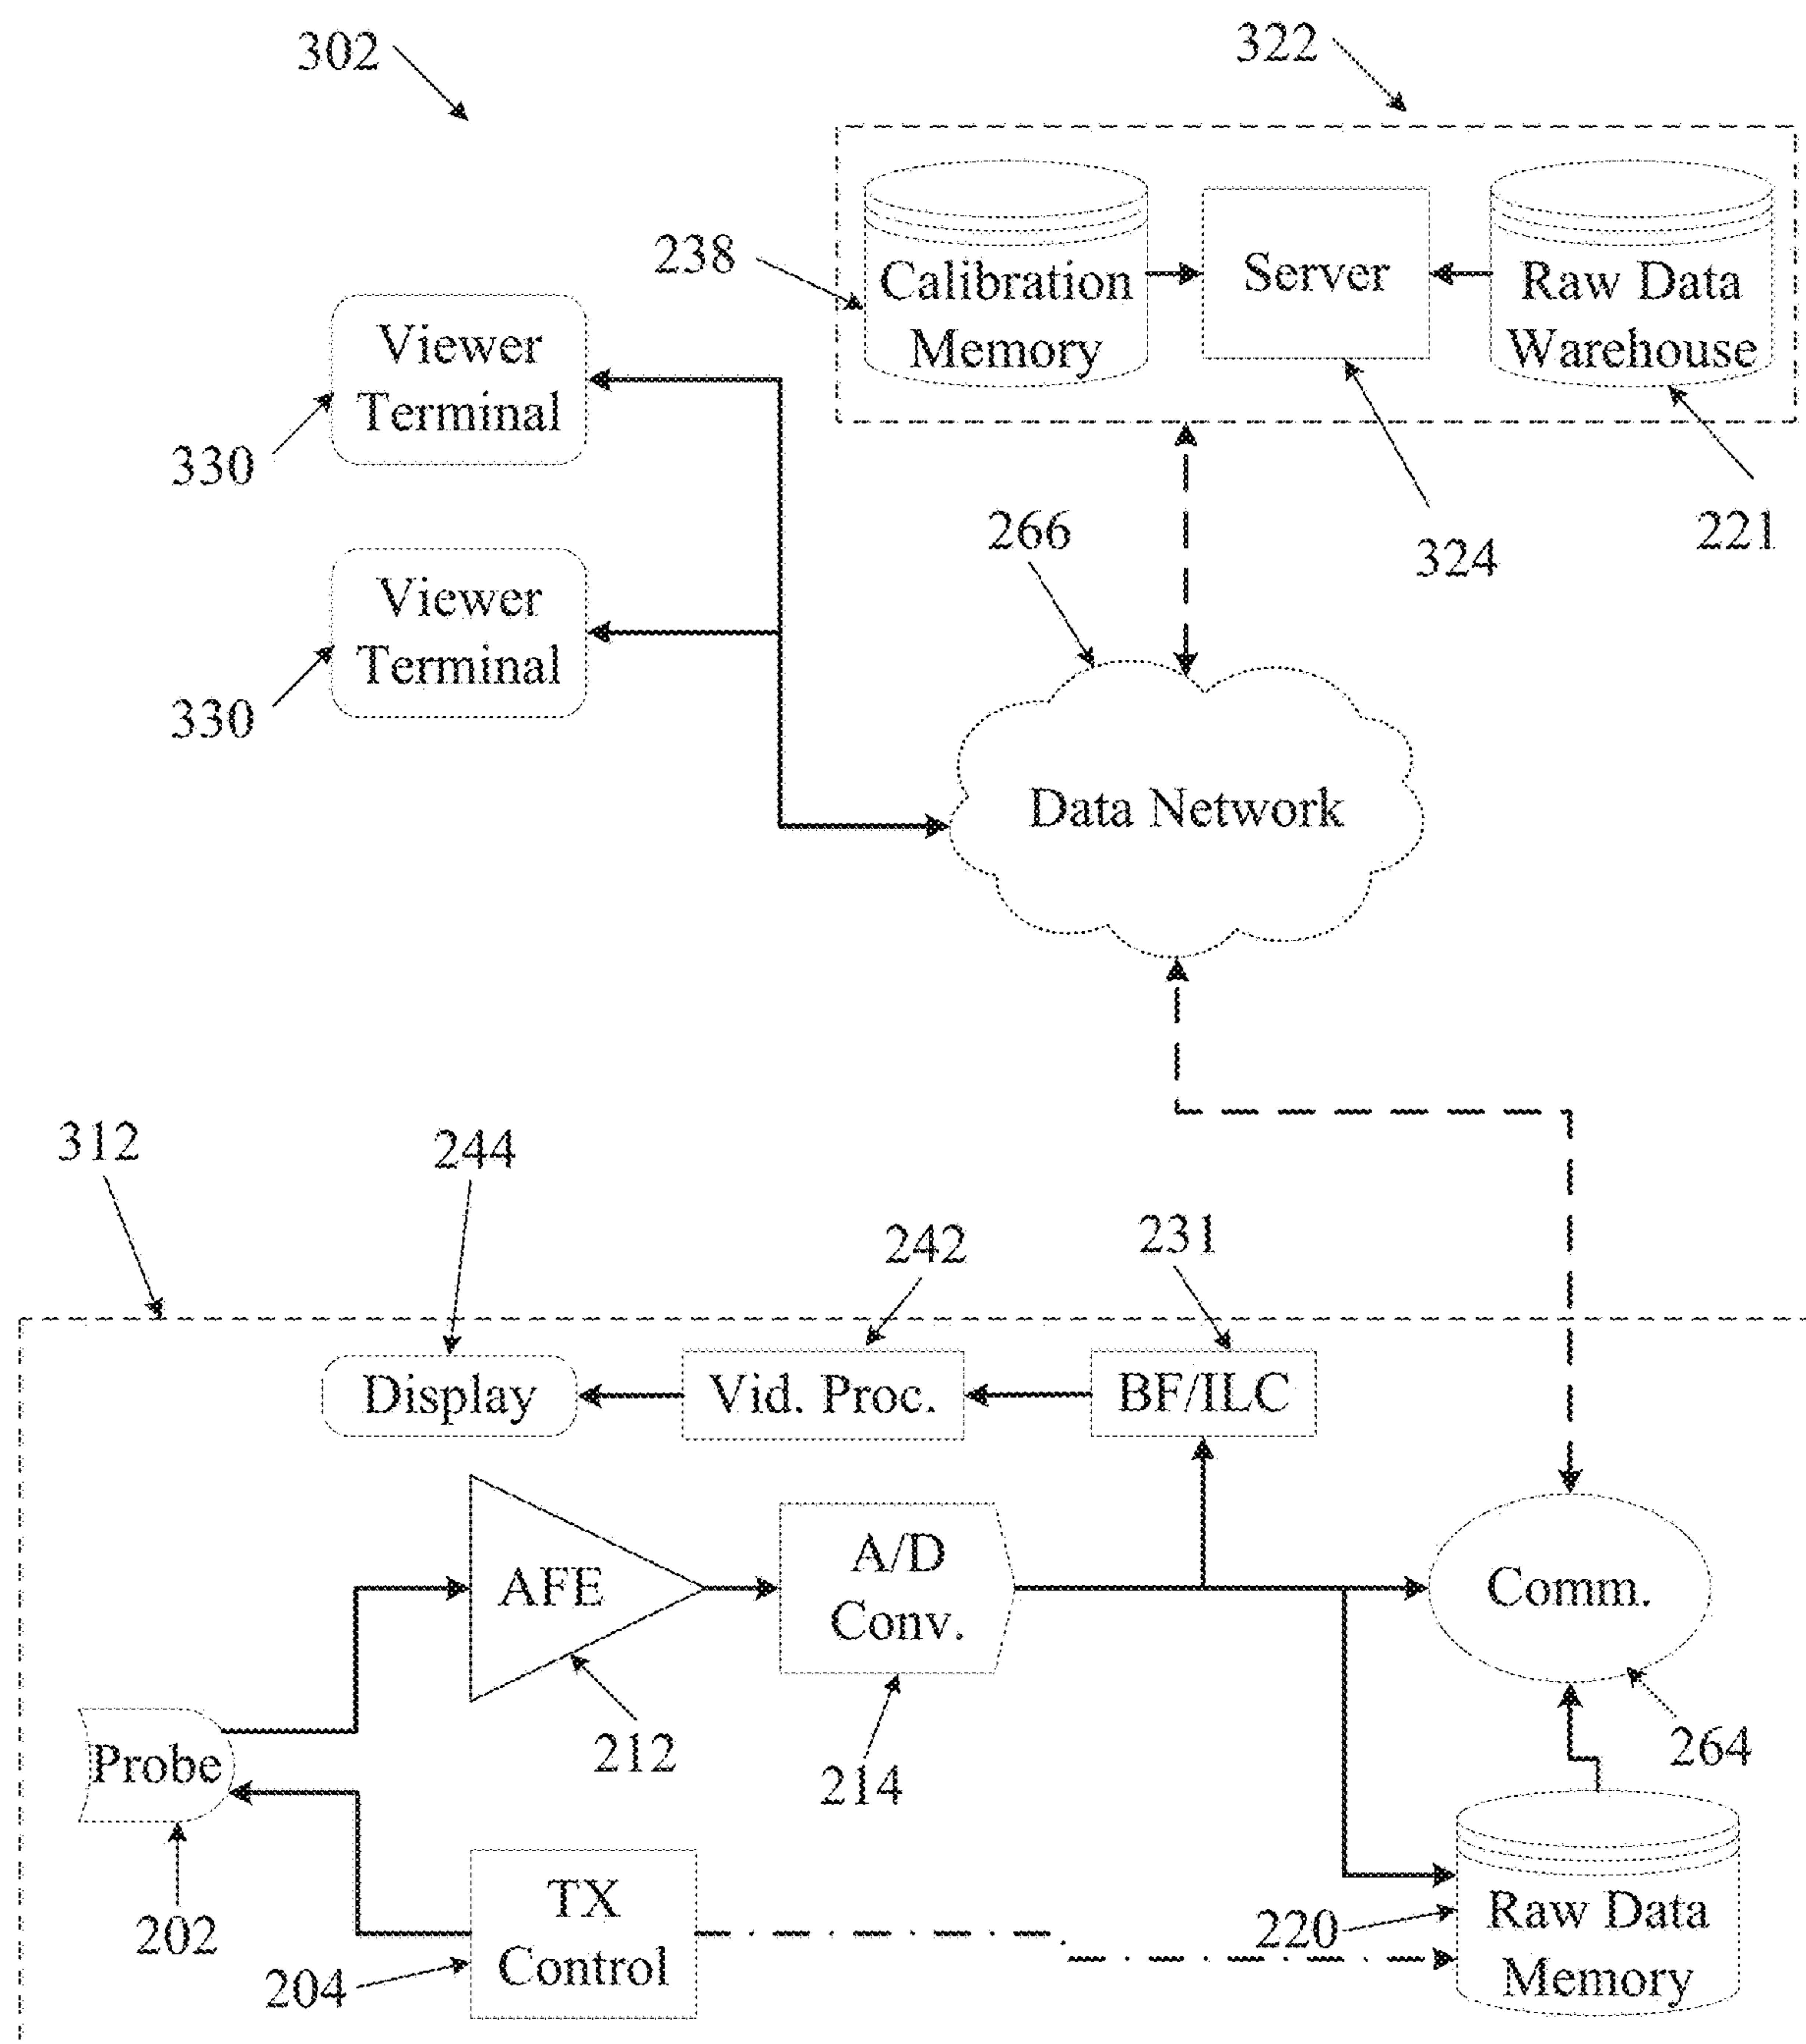 302
322
238
Calibration
Memory
Server
Raw Data
Warehouse
Viewer
Terminal
330
266
324
221
Viewer
Terminal
330
Data Network
312
244
242
231
Display
Vid. Proc.
BF/ILC
AFE
A/D
Conv.
Comm.
212
214
264
Probe
202
TX
Control
204
220
Raw Data
Memory